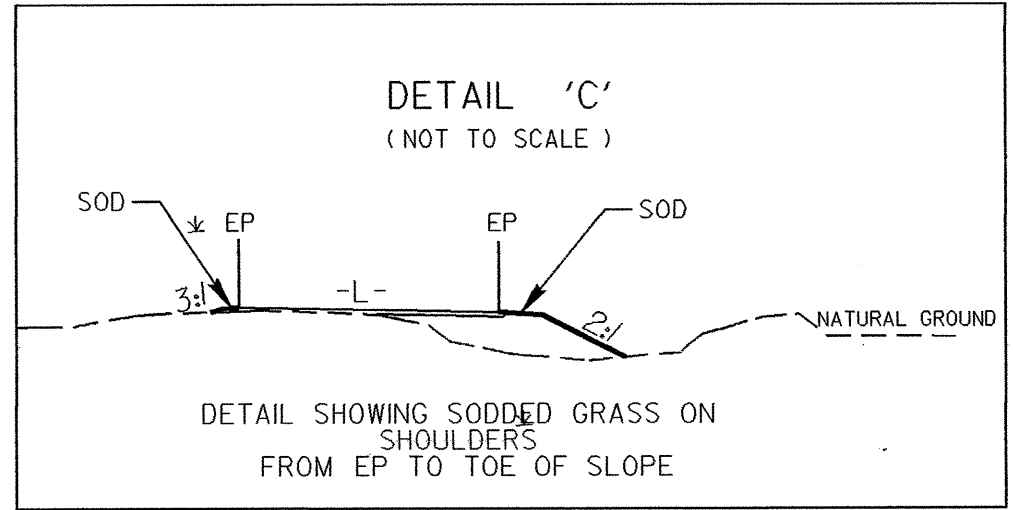 DETAIL 'C'
(NOT TO SCALE)
SOD
EP
EP
SOD
3:1
-L-
2:1
NATURAL GROUND
DETAIL SHOWING SODDED GRASS ON
SHOULDERS
FROM EP TO TOE OF SLOPE